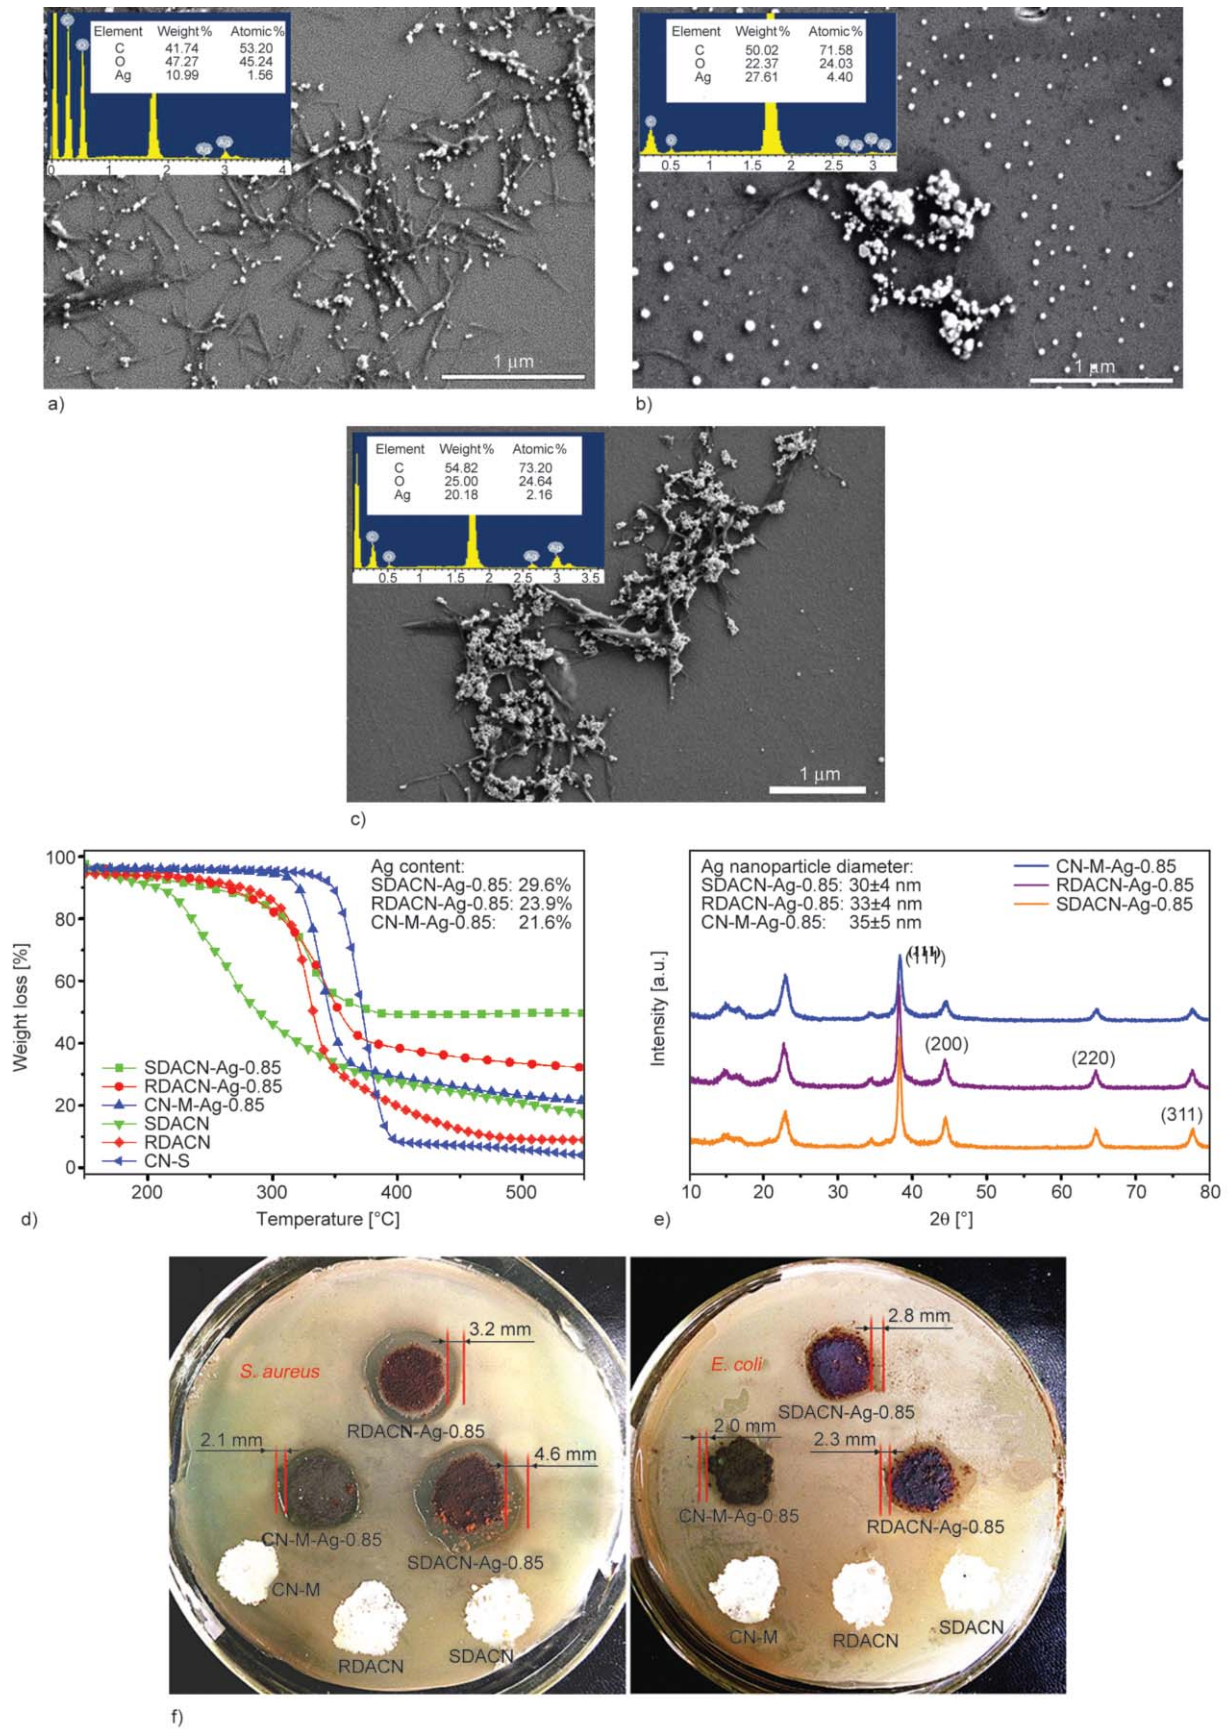 Element Weight% Atomic%
C 41.74 53.20
O 47.27 45.24
Ag 10.99 1.56
C
O
Ag
Ag
0 1 2 3 4
1 µm
a)
Element Weight% Atomic%
C 50.02 71.58
O 22.37 24.03
Ag 27.61 4.40
0.5 1 1.5 2 2.5 3
1 µm
b)
Element Weight% Atomic%
C 54.82 73.20
O 25.00 24.64
Ag 20.18 2.16
C
O
Ag
Ag
0.5 1 1.5 2 2.5 3 3.5
1 µm
c)
Weight loss [%]
100
80
60
40
20
0
Ag content:
SDACN-Ag-0.85: 29.6%
RDACN-Ag-0.85: 23.9%
CN-M-Ag-0.85: 21.6%
SDACN-Ag-0.85
RDACN-Ag-0.85
CN-M-Ag-0.85
SDACN
RDACN
CN-S
200 300 400 500
Temperature [°C]
d)
Intensity [a.u.]
Ag nanoparticle diameter:
SDACN-Ag-0.85: 30±4 nm
RDACN-Ag-0.85: 33±4 nm
CN-M-Ag-0.85: 35±5 nm
CN-M-Ag-0.85
RDACN-Ag-0.85
SDACN-Ag-0.85
(111)
(200)
(220)
(311)
10 20 30 40 50 60 70 80
2θ [°]
e)
S. aureus
3.2 mm
RDACN-Ag-0.85
2.1 mm
4.6 mm
CN-M-Ag-0.85
SDACN-Ag-0.85
CN-M
RDACN
SDACN
E. coli
2.8 mm
SDACN-Ag-0.85
2.0 mm
2.3 mm
CN-M-Ag-0.85
RDACN-Ag-0.85
CN-M
RDACN
SDACN
f)